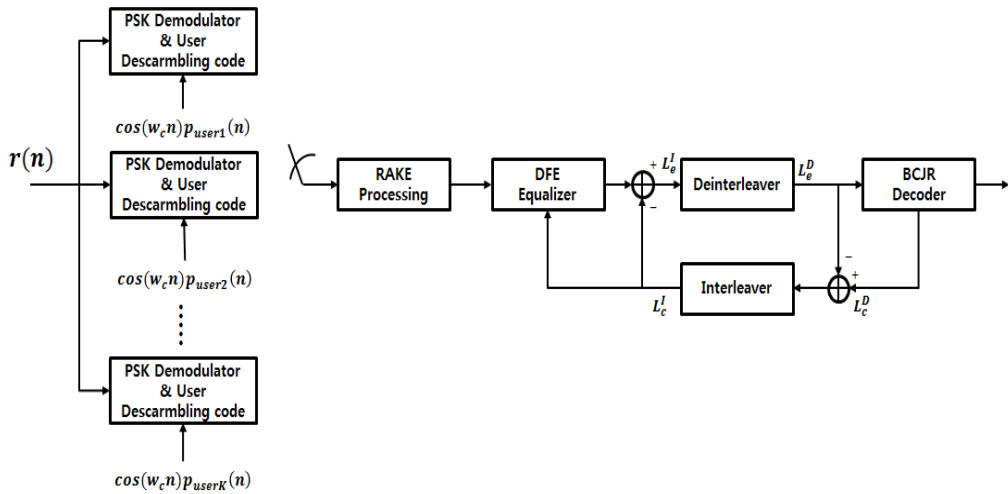 PSK Demodulator
& User
Descarmbling code
cos(w_c n)p_user1(n)
r(n)
PSK Demodulator
& User
Descarmbling code
cos(w_c n)p_user2(n)
PSK Demodulator
& User
Descarmbling code
cos(w_c n)p_userK(n)
RAKE
Processing
DFE
Equalizer
+ L_e^I
−
Deinterleaver
L_e^D
BCJR
Decoder
−
+
L_c^D
Interleaver
L_c^I